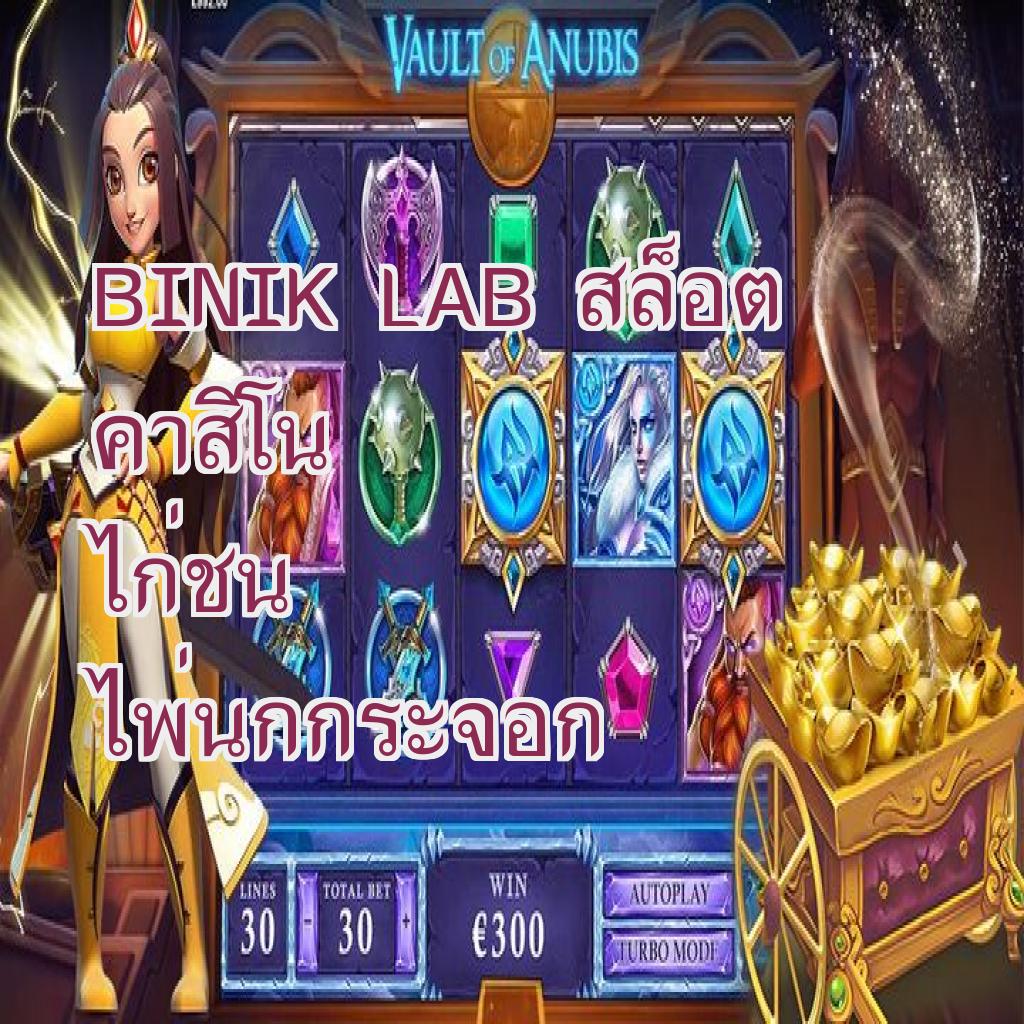 VAULT OF ANUBIS
BINIK LAB สล็อต
คาสิโน
ไก่ชน
ไพ่นกกระจอก
LINES
30
TOTAL BET
- 30 +
WIN
€300
AUTOPLAY
TURBO MODE